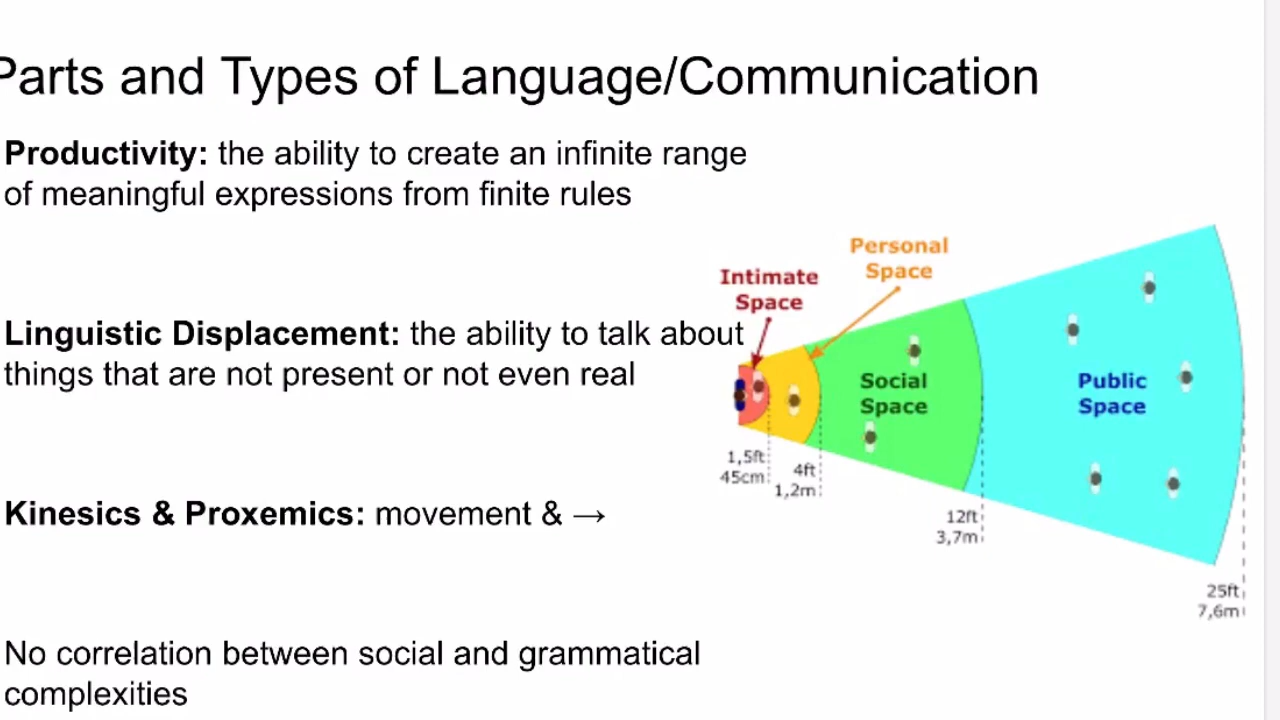 Parts and Types of Language/Communication
Productivity: the ability to create an infinite range
of meaningful expressions from finite rules
Linguistic Displacement: the ability to talk about
things that are not present or not even real
Kinesics & Proxemics: movement & →
No correlation between social and grammatical
complexities
Intimate
Space
Personal
Space
Social
Space
Public
Space
1,5ft
45cm
4ft
1,2m
12ft
3,7m
25ft
7,6m